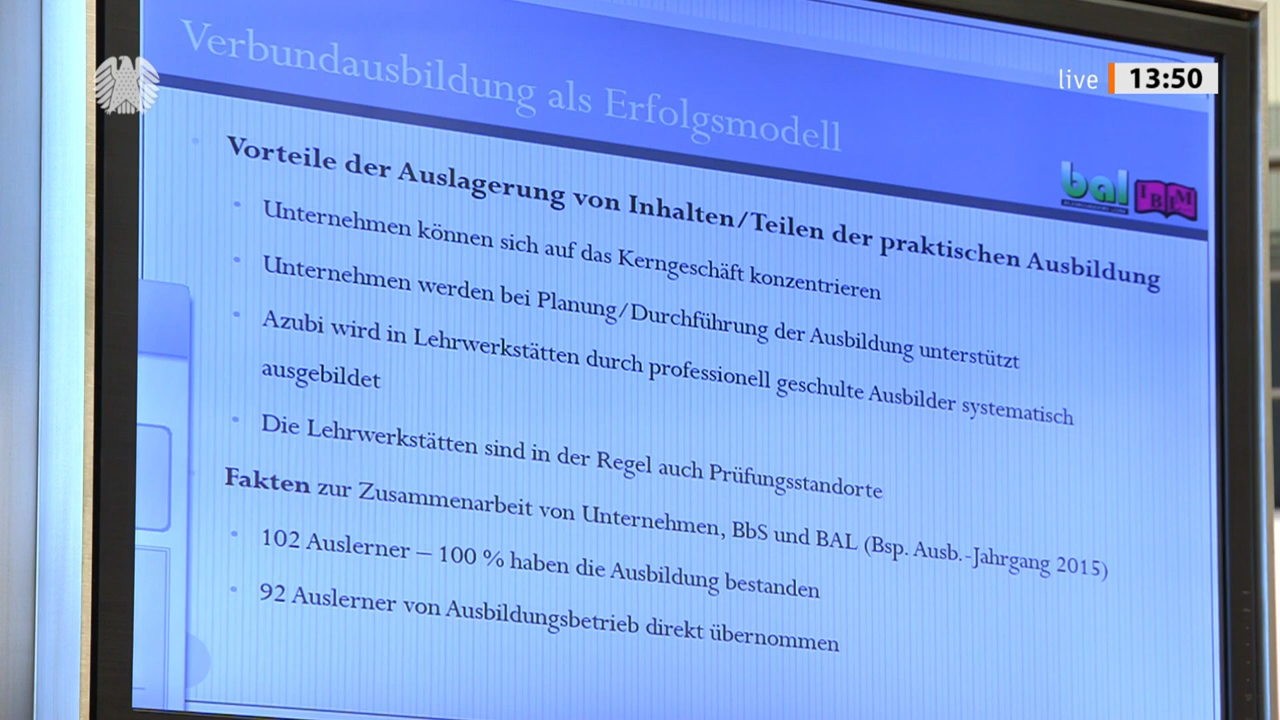 live 13:50
Verbundausbildung als Erfolgsmodell
bal IBIM
Vorteile der Auslagerung von Inhalten/Teilen der praktischen Ausbildung
Unternehmen können sich auf das Kerngeschäft konzentrieren
Unternehmen werden bei Planung/Durchführung der Ausbildung unterstützt
Azubi wird in Lehrwerkstätten durch professionell geschulte Ausbilder systematisch
ausgebildet
Die Lehrwerkstätten sind in der Regel auch Prüfungsstandorte
Fakten zur Zusammenarbeit von Unternehmen, BbS und BAL (Bsp. Ausb.-Jahrgang 2015)
102 Auslerner – 100 % haben die Ausbildung bestanden
92 Auslerner von Ausbildungsbetrieb direkt übernommen